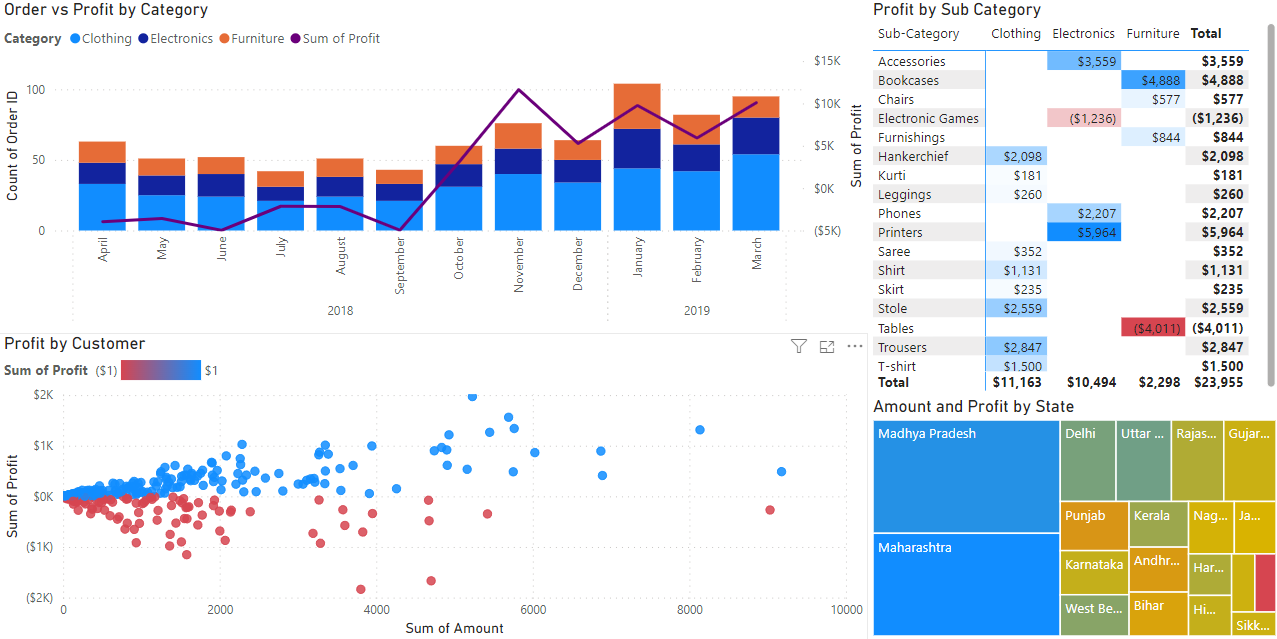 Order vs Profit by Category
Category Clothing Electronics Furniture Sum of Profit
Count of Order ID
100
50
0
$15K
$10K
$5K
$0K
($5K)
Sum of Profit
April
May
June
July
August
September
October
November
December
January
February
March
2018
2019
Profit by Sub Category
Sub-Category Clothing Electronics Furniture Total
Accessories $3,559 $3,559
Bookcases $4,888 $4,888
Chairs $577 $577
Electronic Games ($1,236) ($1,236)
Furnishings $844 $844
Hankerchief $2,098 $2,098
Kurti $181 $181
Leggings $260 $260
Phones $2,207 $2,207
Printers $5,964 $5,964
Saree $352 $352
Shirt $1,131 $1,131
Skirt $235 $235
Stole $2,559 $2,559
Tables ($4,011) ($4,011)
Trousers $2,847 $2,847
T-shirt $1,500 $1,500
Total $11,163 $10,494 $2,298 $23,955
Profit by Customer
Sum of Profit ($1) $1
Sum of Profit
$2K
$1K
$0K
($1K)
($2K)
0
2000
4000
6000
8000
10000
Sum of Amount
Amount and Profit by State
Madhya Pradesh
Maharashtra
Delhi
Uttar ...
Rajas...
Gujar...
Punjab
Kerala
Nag...
Ja...
Karnataka
Andhr...
Har...
West Be...
Bihar
Hi...
Sikk...